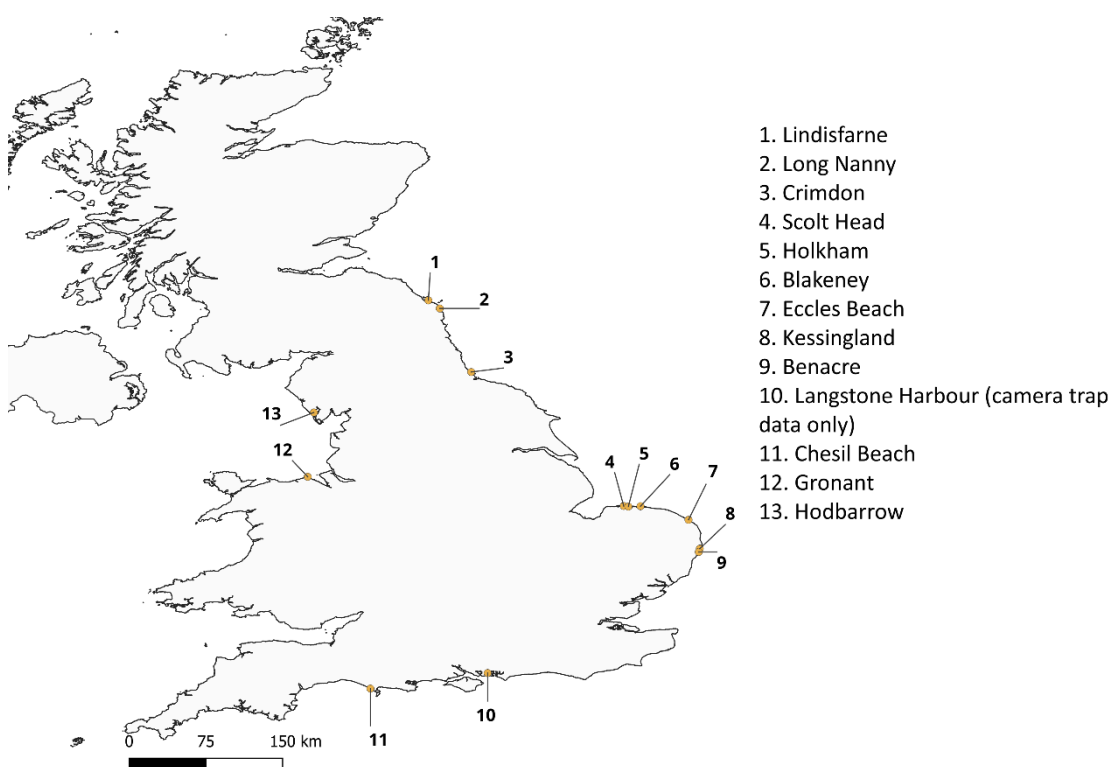 1
2
3
13
12
4
5
6
7
8
9
10
11
0 75 150 km
1. Lindisfarne
2. Long Nanny
3. Crimdon
4. Scolt Head
5. Holkham
6. Blakeney
7. Eccles Beach
8. Kessingland
9. Benacre
10. Langstone Harbour (camera trap
data only)
11. Chesil Beach
12. Gronant
13. Hodbarrow